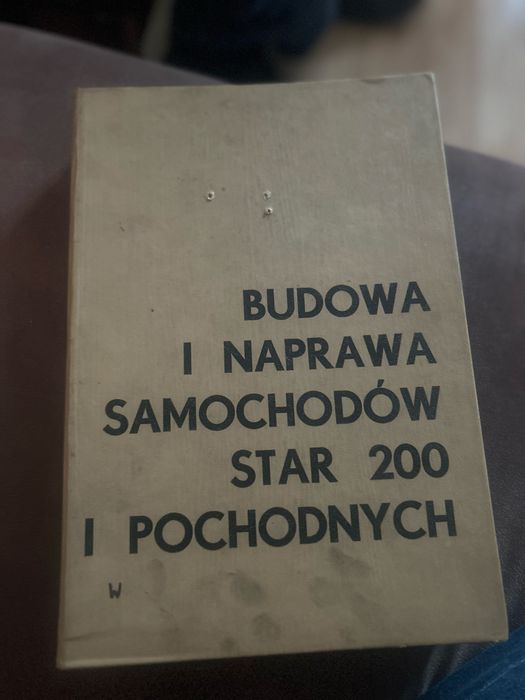 BUDOWA
I NAPRAWA
SAMOCHODÓW
STAR 200
I POCHODNYCH
W